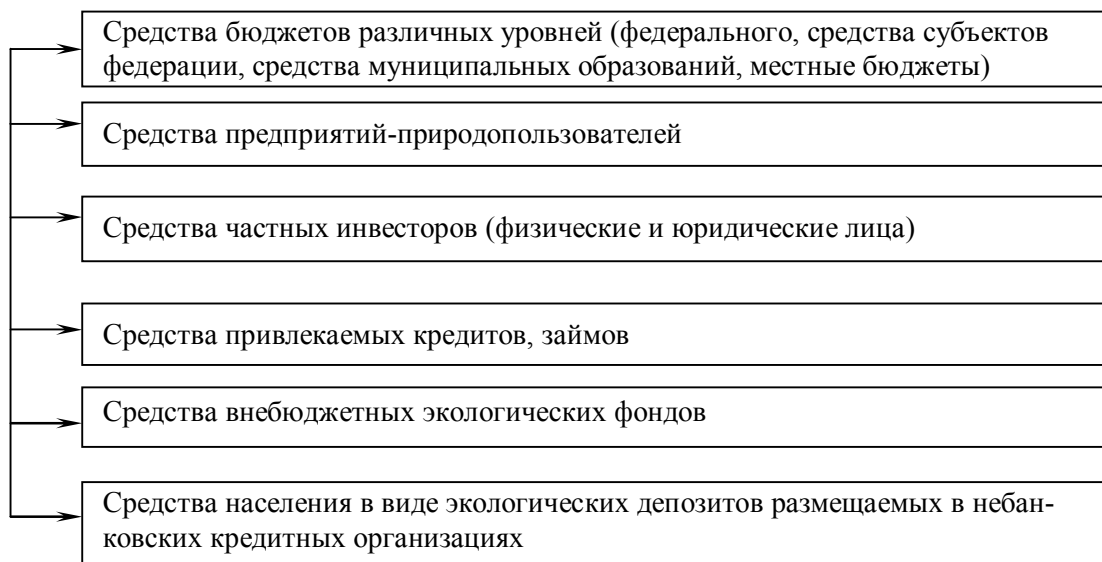 Средства бюджетов различных уровней (федерального, средства субъектов
федерации, средства муниципальных образований, местные бюджеты)
Средства предприятий-природопользователей
Средства частных инвесторов (физические и юридические лица)
Средства привлекаемых кредитов, займов
Средства внебюджетных экологических фондов
Средства населения в виде экологических депозитов размещаемых в небан-
ковских кредитных организациях